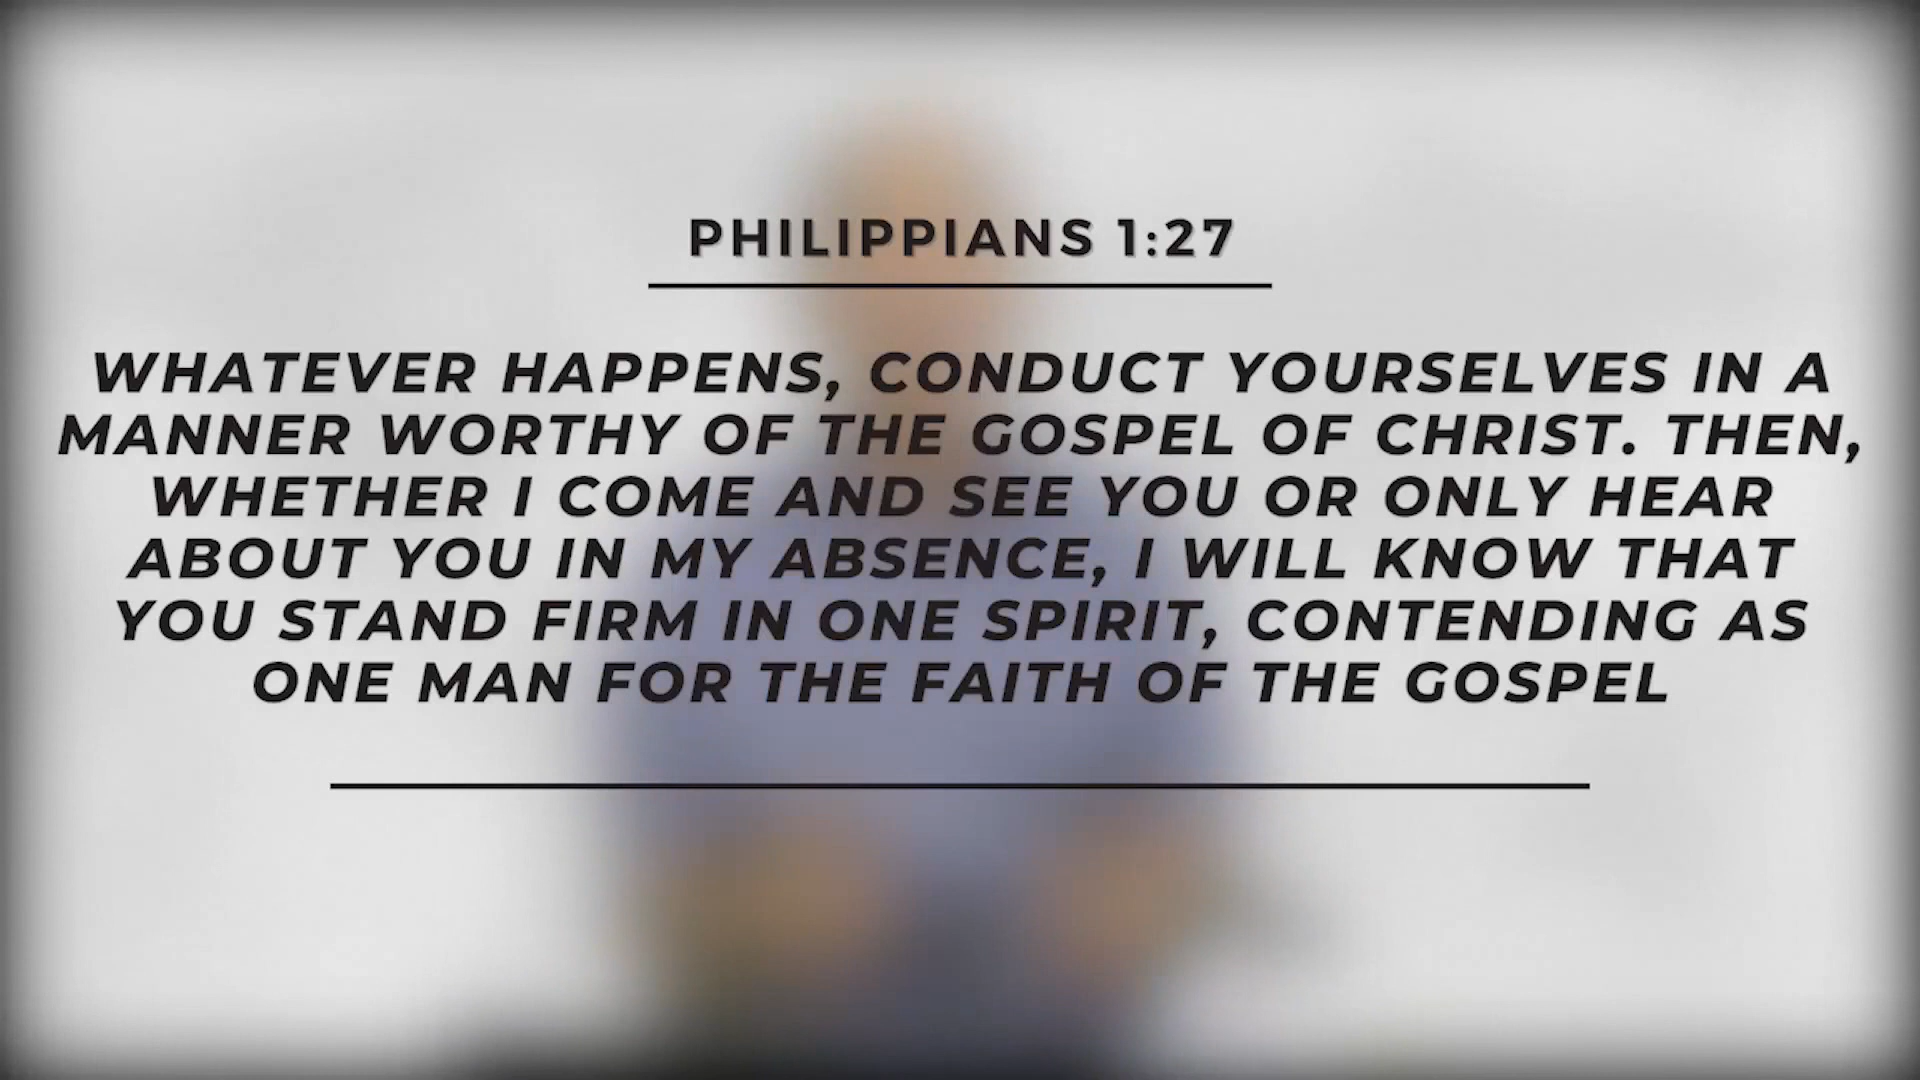 PHILIPPIANS 1:27
WHATEVER HAPPENS, CONDUCT YOURSELVES IN A
MANNER WORTHY OF THE GOSPEL OF CHRIST. THEN,
WHETHER I COME AND SEE YOU OR ONLY HEAR
ABOUT YOU IN MY ABSENCE, I WILL KNOW THAT
YOU STAND FIRM IN ONE SPIRIT, CONTENDING AS
ONE MAN FOR THE FAITH OF THE GOSPEL